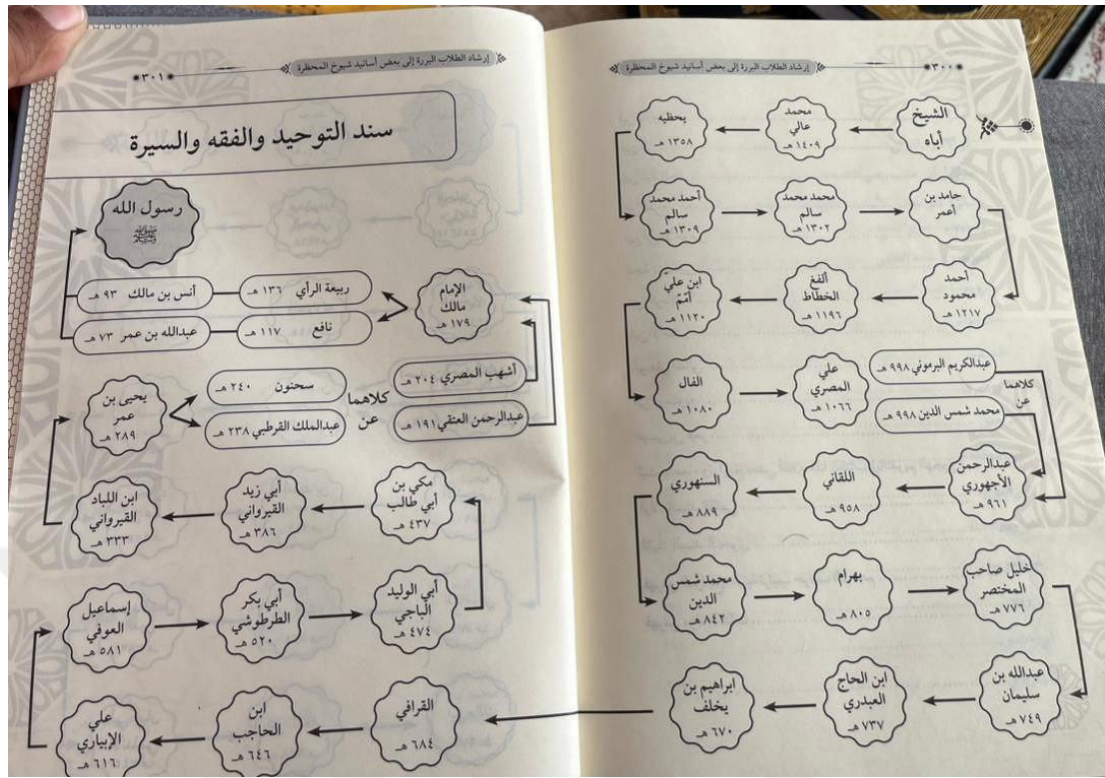 إرشاد الطلاب البررة إلى بعض أسانيد شيوخ المحظرة
٣٠٠
الشيخ
أباه
محمد
عالي
١٤٠٩ هـ
يحظيه
١٣٥٨ هـ
أحمد محمد
سالم
١٣٠٩ هـ
محمد محمد
سالم
١٣٠٢ هـ
حامد بن
أعمر
أحمد
محمود
١٢١٧ هـ
ألفغ
الخطاط
١١٩٦ هـ
ابن علي
أمم
١١٢٠ هـ
الفال
١٠٨٠ هـ
علي
المصري
١٠٦٦ هـ
عبدالكريم البرموني ٩٩٨ هـ
محمد شمس الدين ٩٩٨ هـ
كلاهما
عن
عبدالرحمن
الأجهوري
٩٦١ هـ
اللقاني
٩٥٨ هـ
السنهوري
٨٨٩ هـ
محمد شمس
الدين
٨٤٢ هـ
بهرام
٨٠٥ هـ
خليل صاحب
المختصر
٧٧٦ هـ
عبدالله بن
سليمان
٧٤٩ هـ
ابن الحاج
العبدري
٧٣٧ هـ
ابراهيم بن
يخلف
٦٧٠ هـ
إرشاد الطلاب البررة إلى بعض أسانيد شيوخ المحظرة
٣٠١
سند التوحيد والفقه والسيرة
رسول الله
ﷺ
الإمام
مالك
١٧٩ هـ
ربيعة الرأي ١٣٦ هـ
أنس بن مالك ٩٣ هـ
نافع ١١٧ هـ
عبدالله بن عمر ٧٣ هـ
أشهب المصري ٢٠٤ هـ
عبدالرحمن العتقي ١٩١ هـ
كلاهما
عن
سحنون ٢٤٠ هـ
عبدالملك القرطبي ٢٣٨ هـ
يحيى بن
عمر
٢٨٩ هـ
مكي بن
أبي طالب
٤٣٧ هـ
أبي زيد
القيرواني
٣٨٦ هـ
ابن اللباد
القيرواني
٣٣٣ هـ
أبي الوليد
الباجي
٤٧٤ هـ
أبي بكر
الطرطوشي
٥٢٠ هـ
إسماعيل
العوفي
٥٨١ هـ
القرافي
٦٨٤ هـ
ابن
الحاجب
٦٤٦ هـ
علي
الإبياري
٦١٦ هـ